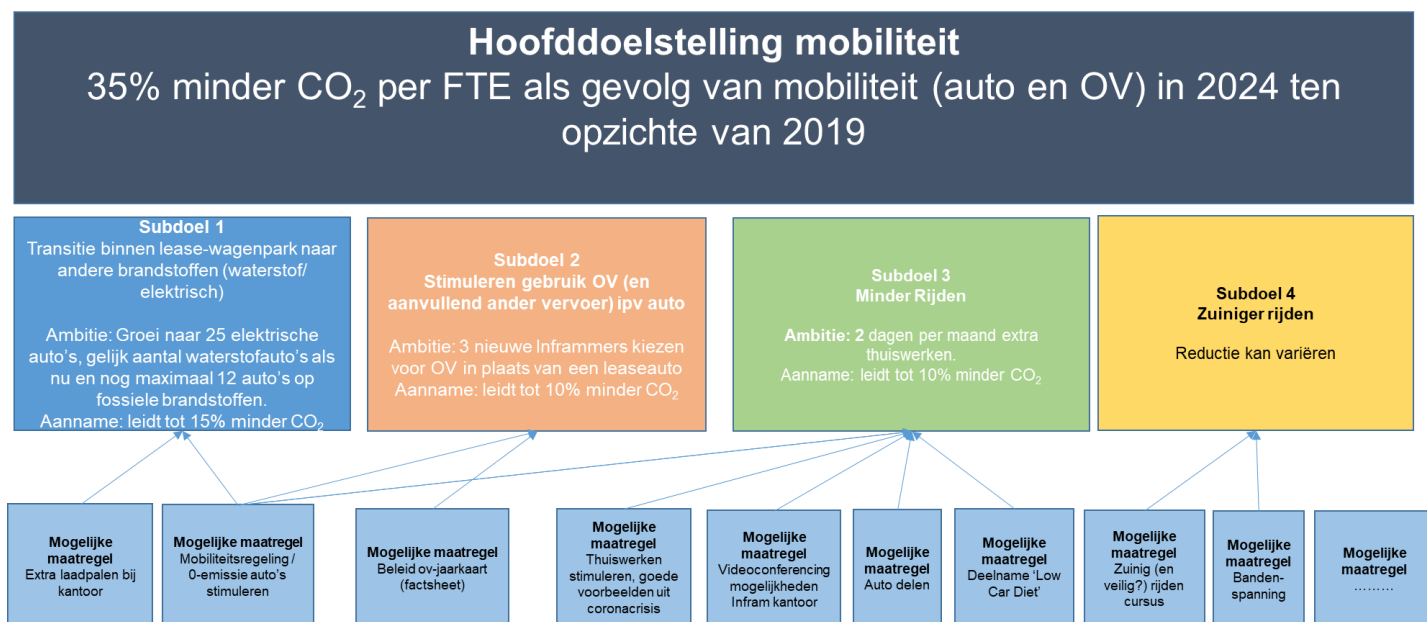 Hoofddoelstelling mobiliteit
35% minder CO₂ per FTE als gevolg van mobiliteit (auto en OV) in 2024 ten
opzichte van 2019
Subdoel 1
Transitie binnen lease-wagenpark naar
andere brandstoffen (waterstof/
elektrisch)
Ambitie: Groei naar 25 elektrische
auto's, gelijk aantal waterstofauto's als
nu en nog maximaal 12 auto's op
fossiele brandstoffen.
Aanname: leidt tot 15% minder CO₂
Subdoel 2
Stimuleren gebruik OV (en
aanvullend ander vervoer) ipv auto
Ambitie: 3 nieuwe Inframmers kiezen
voor OV in plaats van een leaseauto
Aanname: leidt tot 10% minder CO₂
Subdoel 3
Minder Rijden
Ambitie: 2 dagen per maand extra
thuiswerken.
Aanname: leidt tot 10% minder CO₂
Subdoel 4
Zuiniger rijden
Reductie kan variëren
Mogelijke
maatregel
Extra laadpalen bij
kantoor
Mogelijke maatregel
Mobiliteitsregeling /
0-emissie auto's
stimuleren
Mogelijke maatregel
Beleid ov-jaarkaart
(factsheet)
Mogelijke
maatregel
Thuiswerken
stimuleren, goede
voorbeelden uit
coronacrisis
Mogelijke
maatregel
Videoconferencing
mogelijkheden
Infram kantoor
Mogelijke
maatregel
Auto delen
Mogelijke
maatregel
Deelname 'Low
Car Diet'
Mogelijke
maatregel
Zuinig (en
veilig?) rijden
cursus
Mogelijke
maatregel
Banden-
spanning
Mogelijke
maatregel
………